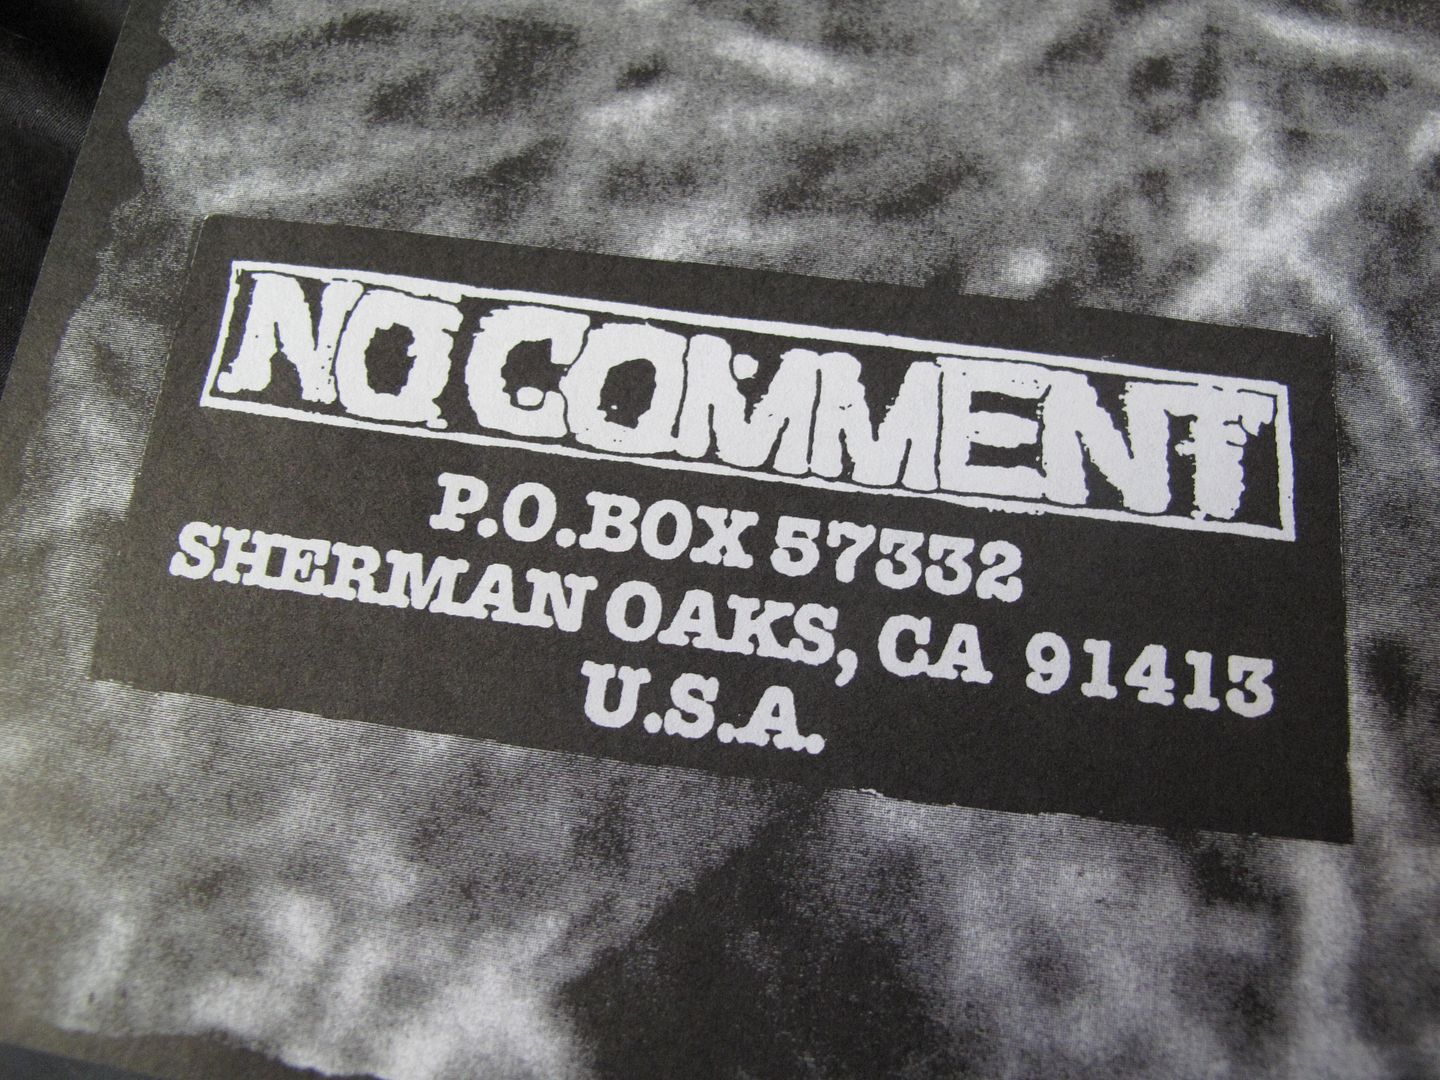 NO COMMENT
P.O.BOX 57332
SHERMAN OAKS, CA 91413
U.S.A.